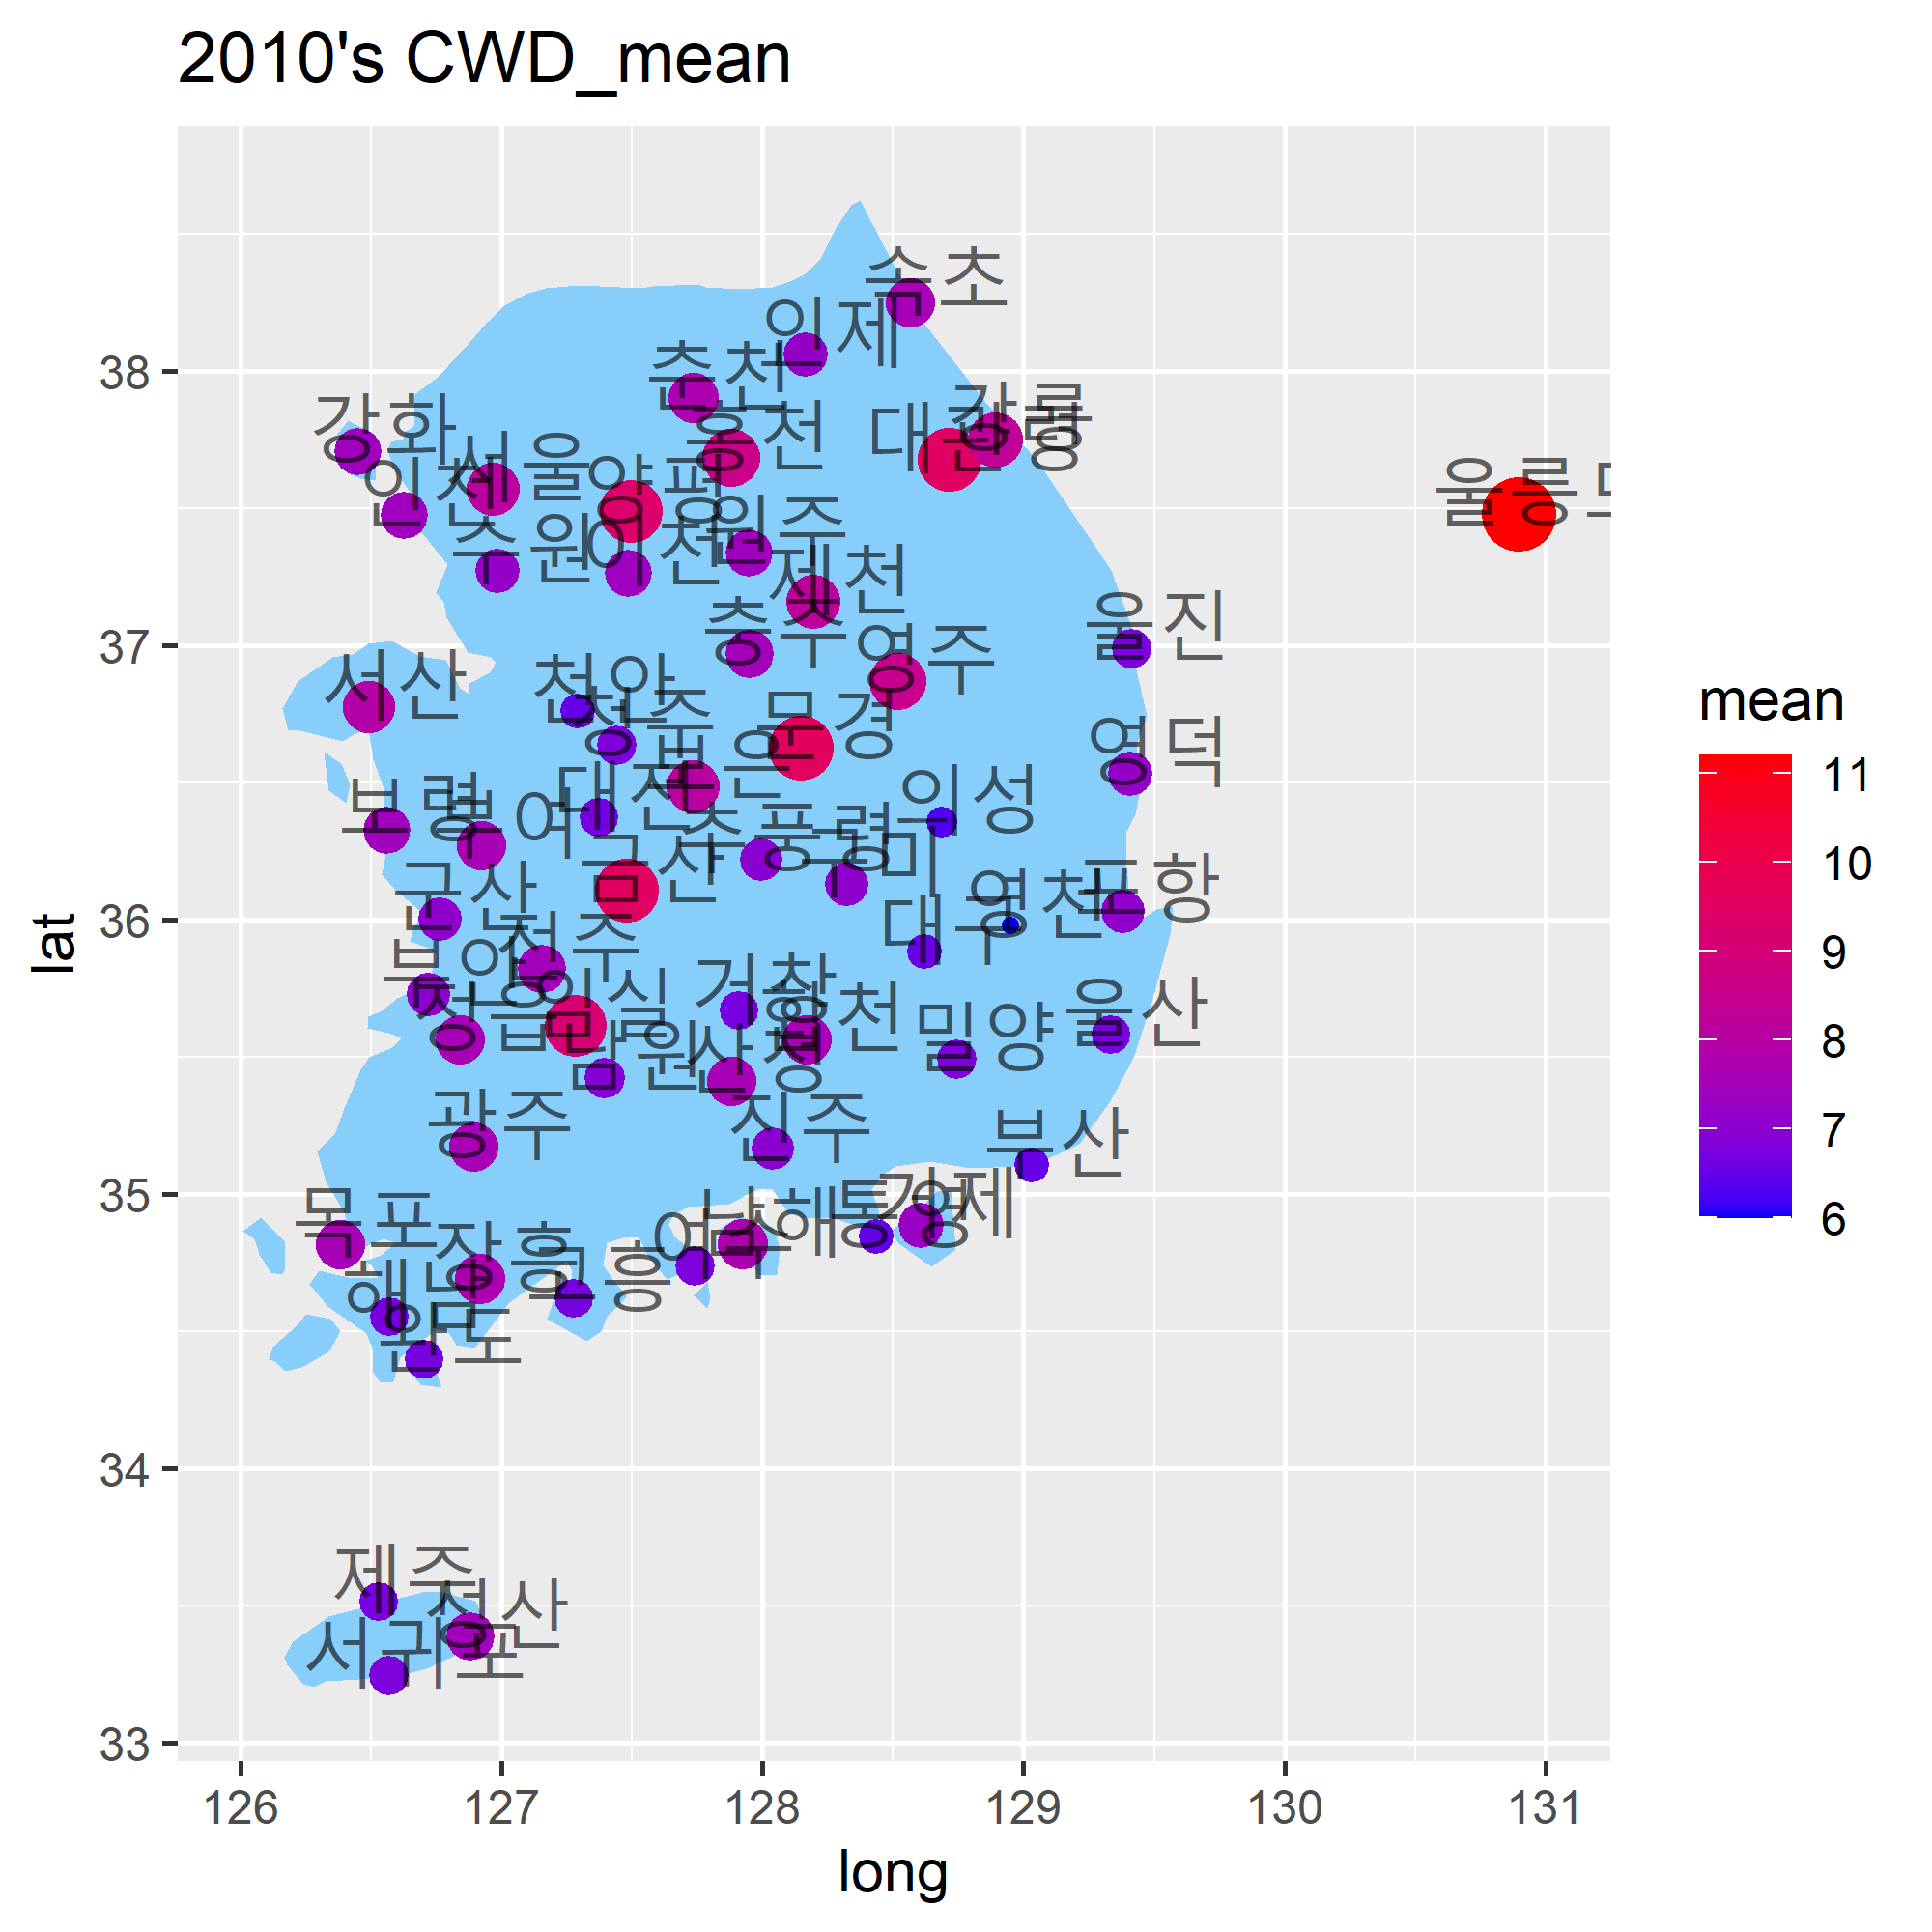 2010's CWD_mean
속초
인제
춘천
강릉
강화
홍천
서울
인천
양평
울릉도
수원
이천
원주
제천
울진
충주
영주
서산
천안
청주
문경
영덕
보은
대전
의성
보령
부여
추풍령
금산
구미
군산
영천
포항
대구
전주
부안
거창
임실
정읍
합천
울산
밀양
남원
산청
광주
진주
부산
목포
남해
통영
거제
여수
장흥
고흥
해남
완도
제주
성산
서귀포
38
37
36
35
34
33
lat
126
127
128
129
130
131
long
mean
11
10
9
8
7
6